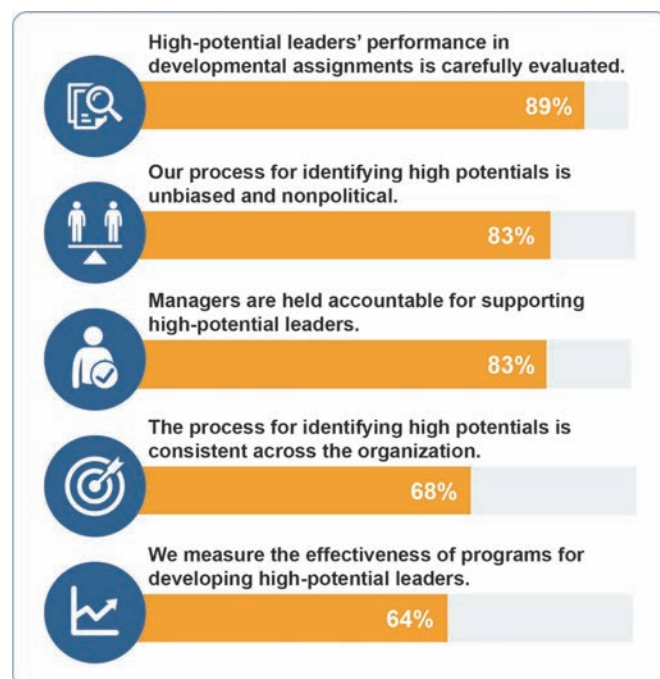 High-potential leaders' performance in
developmental assignments is carefully evaluated.
89%
Our process for identifying high potentials is
unbiased and nonpolitical.
83%
Managers are held accountable for supporting
high-potential leaders.
83%
The process for identifying high potentials is
consistent across the organization.
68%
We measure the effectiveness of programs for
developing high-potential leaders.
64%